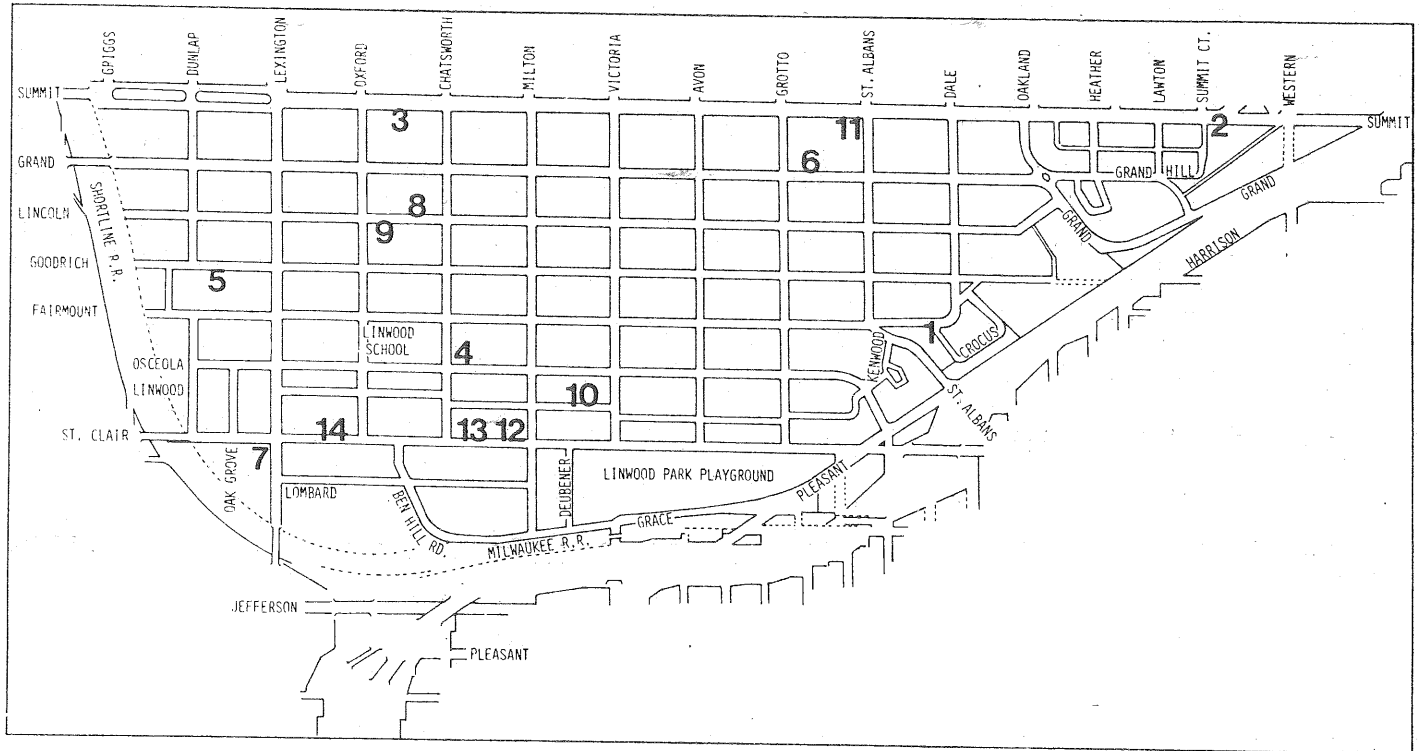 GPIGGS
DUNLAP
LEXINGTON
OXFORD
CHATSWORTH
MILTON
VICTORIA
AVON
GROTTO
ST. ALBANS
DALE
OAKLAND
HEATHER
LAWTON
SUMMIT CT.
WESTERN
SUMMIT
3
11
2
SUMMIT
GRAND
6
GRAND HILL
GRAND
SHORTLINE R.R.
LINCOLN
8
GRAND
9
HARRISON
GOODRICH
5
FAIRMOUNT
LINWOOD
SCHOOL
1
CROCUS
KENWOOD
4
OSCEOLA
LINWOOD
10
ST. ALBANS
ST. CLAIR
14
13
12
7
OAK GROVE
LOMBARD
BEN HILL RD.
DEUBENER
LINWOOD PARK PLAYGROUND
PLEASANT
GRACE
MILWAUKEE R.R.
JEFFERSON
PLEASANT